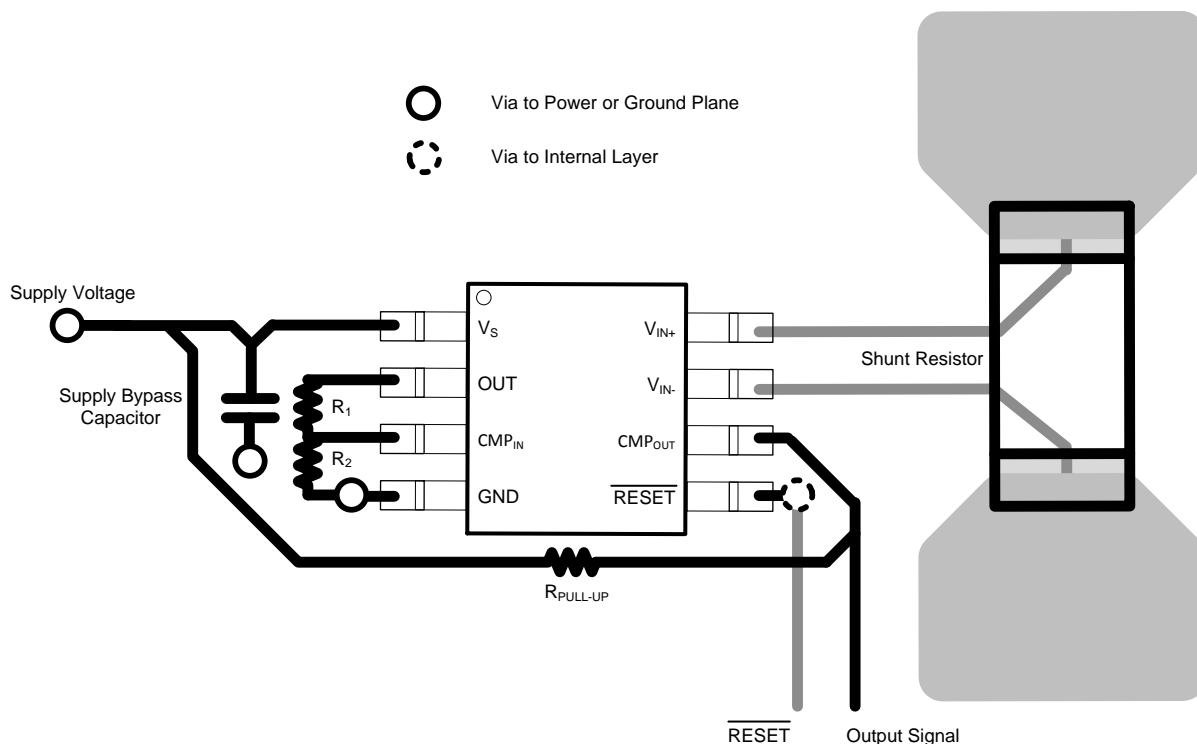 Via to Power or Ground Plane
Via to Internal Layer
Supply Voltage
Supply Bypass
Capacitor
R1
R2
VS
OUT
CMPIN
GND
VIN+
VIN-
CMPOUT
RESET
Shunt Resistor
RPULL-UP
RESET
Output Signal